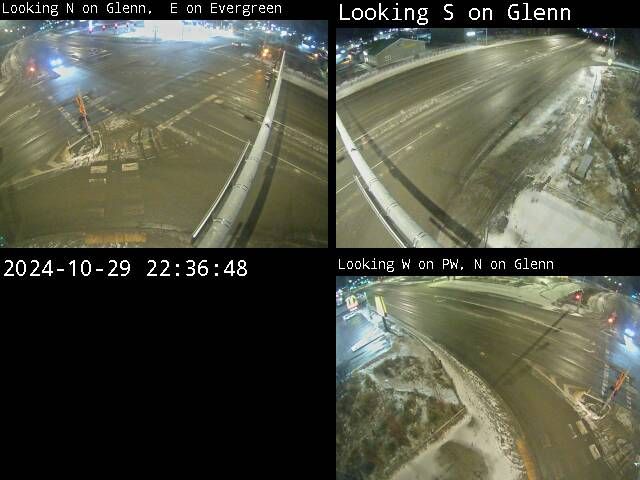 Looking N on Glenn,  E on Evergreen
Looking S on Glenn
2024-10-29 22:36:48
Looking W on PW, N on Glenn